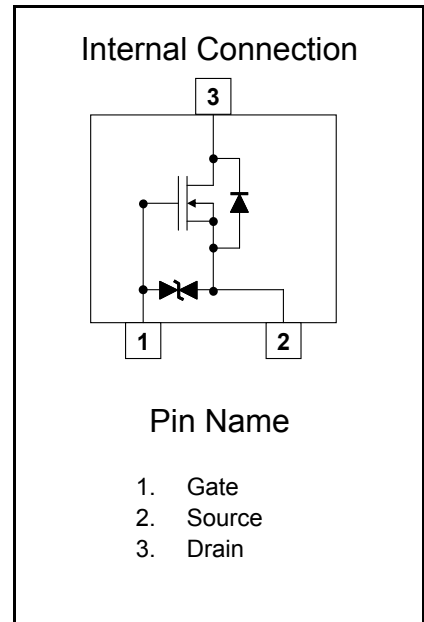 Internal Connection
3
1 2
Pin Name
1. Gate
2. Source
3. Drain